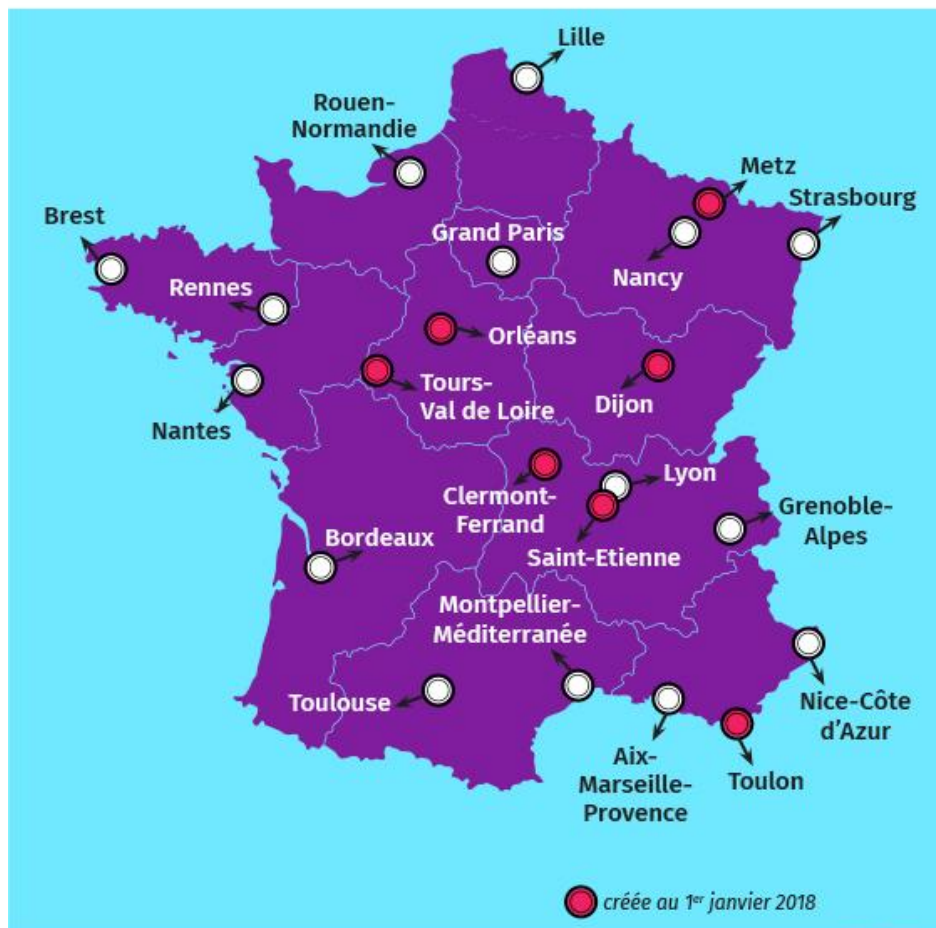 Lille
Rouen-
Normandie
Metz
Strasbourg
Brest
Grand Paris
Nancy
Rennes
Orléans
Tours-
Val de Loire
Dijon
Nantes
Lyon
Clermont-
Ferrand
Grenoble-
Alpes
Bordeaux
Saint-Etienne
Montpellier-
Méditerranée
Toulouse
Nice-Côte
d'Azur
Aix-
Marseille-
Provence
Toulon
créée au 1er janvier 2018